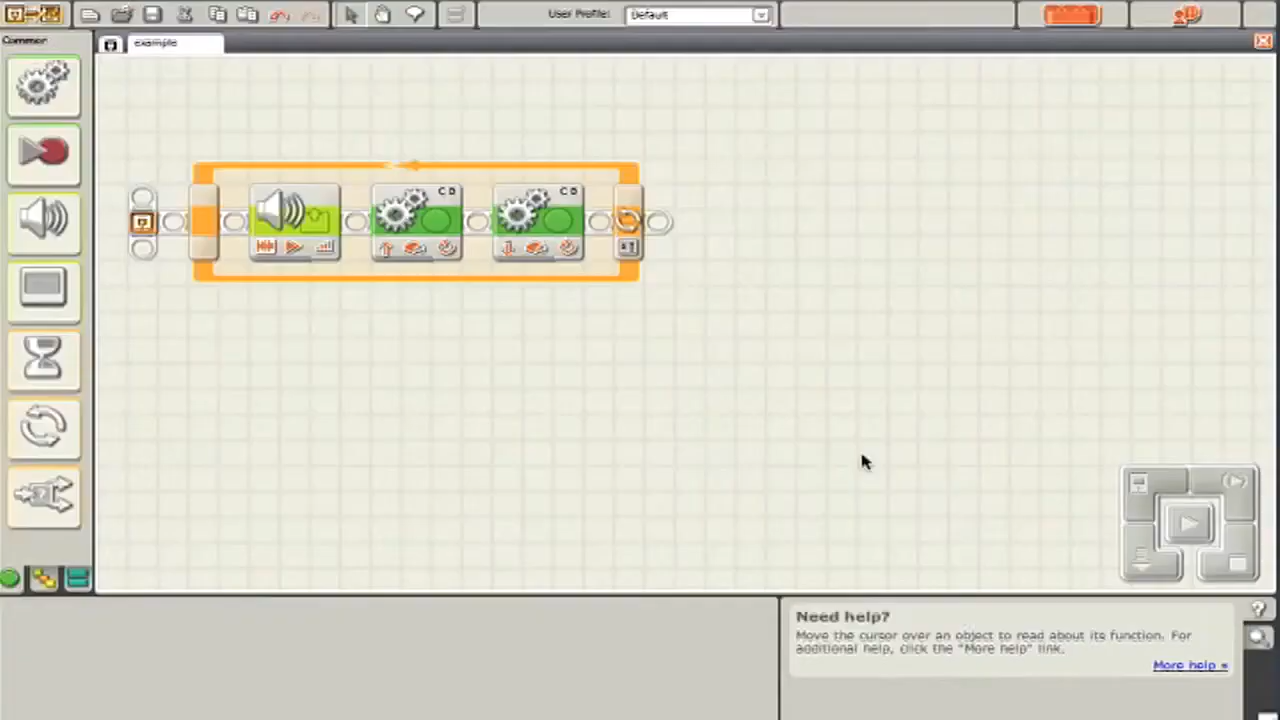 User Profile: Default
Common
example
C B
C B
Need help?
Move the cursor over an object to read about its function. For
additional help, click the "More help" link.
More help »